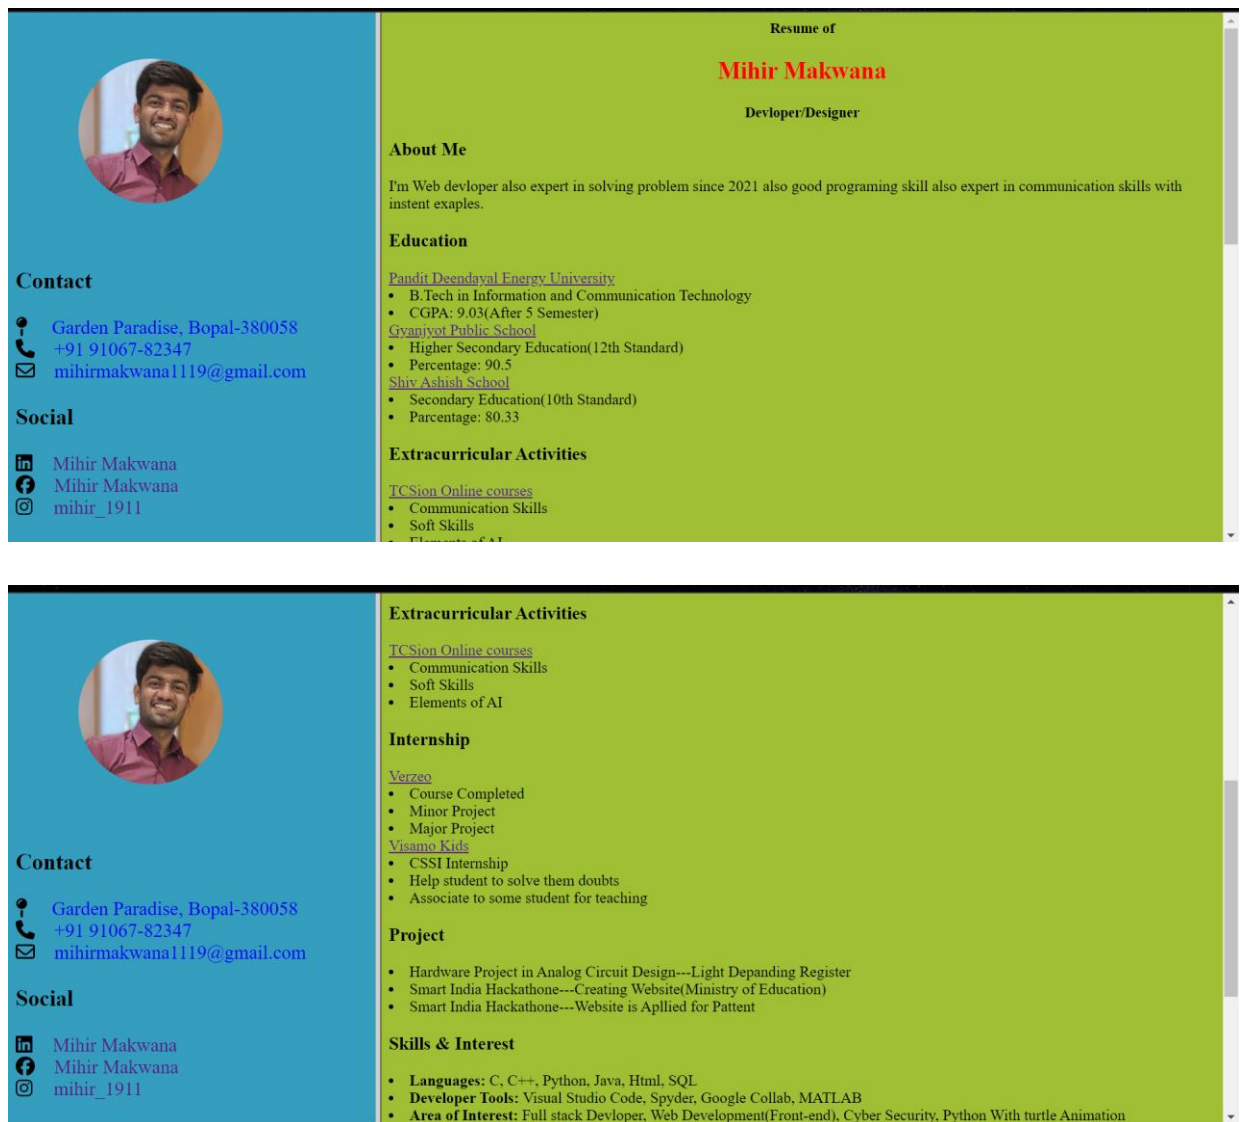 Contact
Garden Paradise, Bopal-380058
+91 91067-82347
mihirmakwana1119@gmail.com
Social
Mihir Makwana
Mihir Makwana
mihir_1911
Resume of
Mihir Makwana
Devloper/Designer
About Me
I'm Web devloper also expert in solving problem since 2021 also good programing skill also expert in communication skills with
instent exaples.
Education
Pandit Deendayal Energy University
• B.Tech in Information and Communication Technology
• CGPA: 9.03(After 5 Semester)
Gyanjyot Public School
• Higher Secondary Education(12th Standard)
• Percentage: 90.5
Shiv Ashish School
• Secondary Education(10th Standard)
• Parcentage: 80.33
Extracurricular Activities
TCSion Online courses
• Communication Skills
• Soft Skills
• Elements of AI
Contact
Garden Paradise, Bopal-380058
+91 91067-82347
mihirmakwana1119@gmail.com
Social
Mihir Makwana
Mihir Makwana
mihir_1911
Extracurricular Activities
TCSion Online courses
• Communication Skills
• Soft Skills
• Elements of AI
Internship
Verzeo
• Course Completed
• Minor Project
• Major Project
Visamo Kids
• CSSI Internship
• Help student to solve them doubts
• Associate to some student for teaching
Project
• Hardware Project in Analog Circuit Design---Light Depanding Register
• Smart India Hackathone---Creating Website(Ministry of Education)
• Smart India Hackathone---Website is Apllied for Pattent
Skills & Interest
• Languages: C, C++, Python, Java, Html, SQL
• Developer Tools: Visual Studio Code, Spyder, Google Collab, MATLAB
• Area of Interest: Full stack Devloper, Web Development(Front-end), Cyber Security, Python With turtle Animation